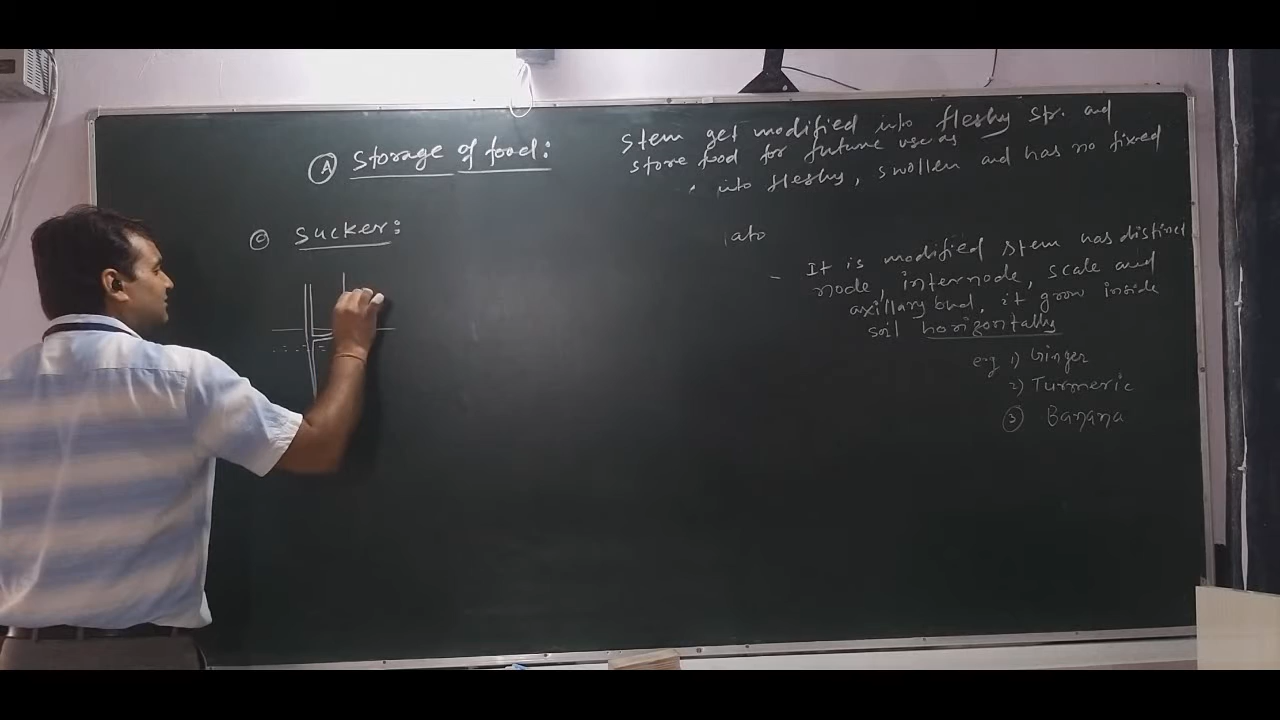 Ⓐ Storage of food:
Stem get modified into fleshy str. and
store food for future use as
into fleshy, swollen and has no fixed
Ⓒ Sucker:
ato
- It is modified stem has distinct
node, internode, scale and
axillary bud, it grow inside
soil horizontally
e.g 1) Ginger
2) Turmeric
③ Banana